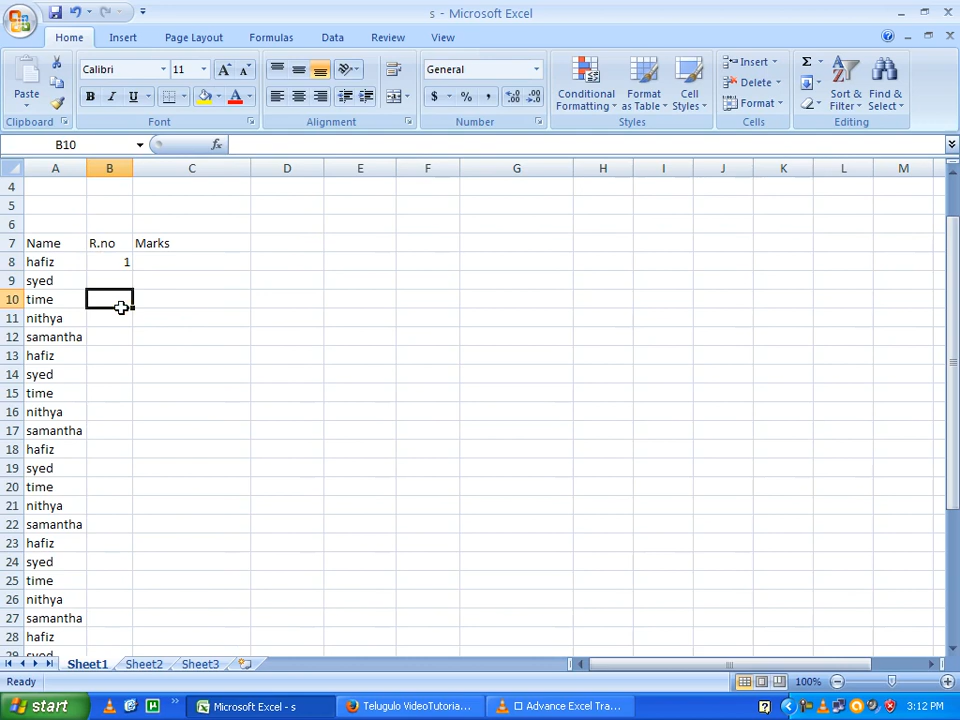 s - Microsoft Excel
Home Insert Page Layout Formulas Data Review View
Calibri 11 General Insert
Paste B I U $ % , Conditional Formatting Format as Table Cell Styles Delete Format Sort & Filter Find & Select
Clipboard Font Alignment Number Styles Cells Editing
B10 fx
A B C D E F G H I J K L M
4
5
6
7 Name R.no Marks
8 hafiz 1
9 syed
10 time
11 nithya
12 samantha
13 hafiz
14 syed
15 time
16 nithya
17 samantha
18 hafiz
19 syed
20 time
21 nithya
22 samantha
23 hafiz
24 syed
25 time
26 nithya
27 samantha
28 hafiz
29 syed
Sheet1 Sheet2 Sheet3
Ready 100%
start Microsoft Excel - s Telugulo VideoTutoria... Advance Excel Tra... 3:12 PM